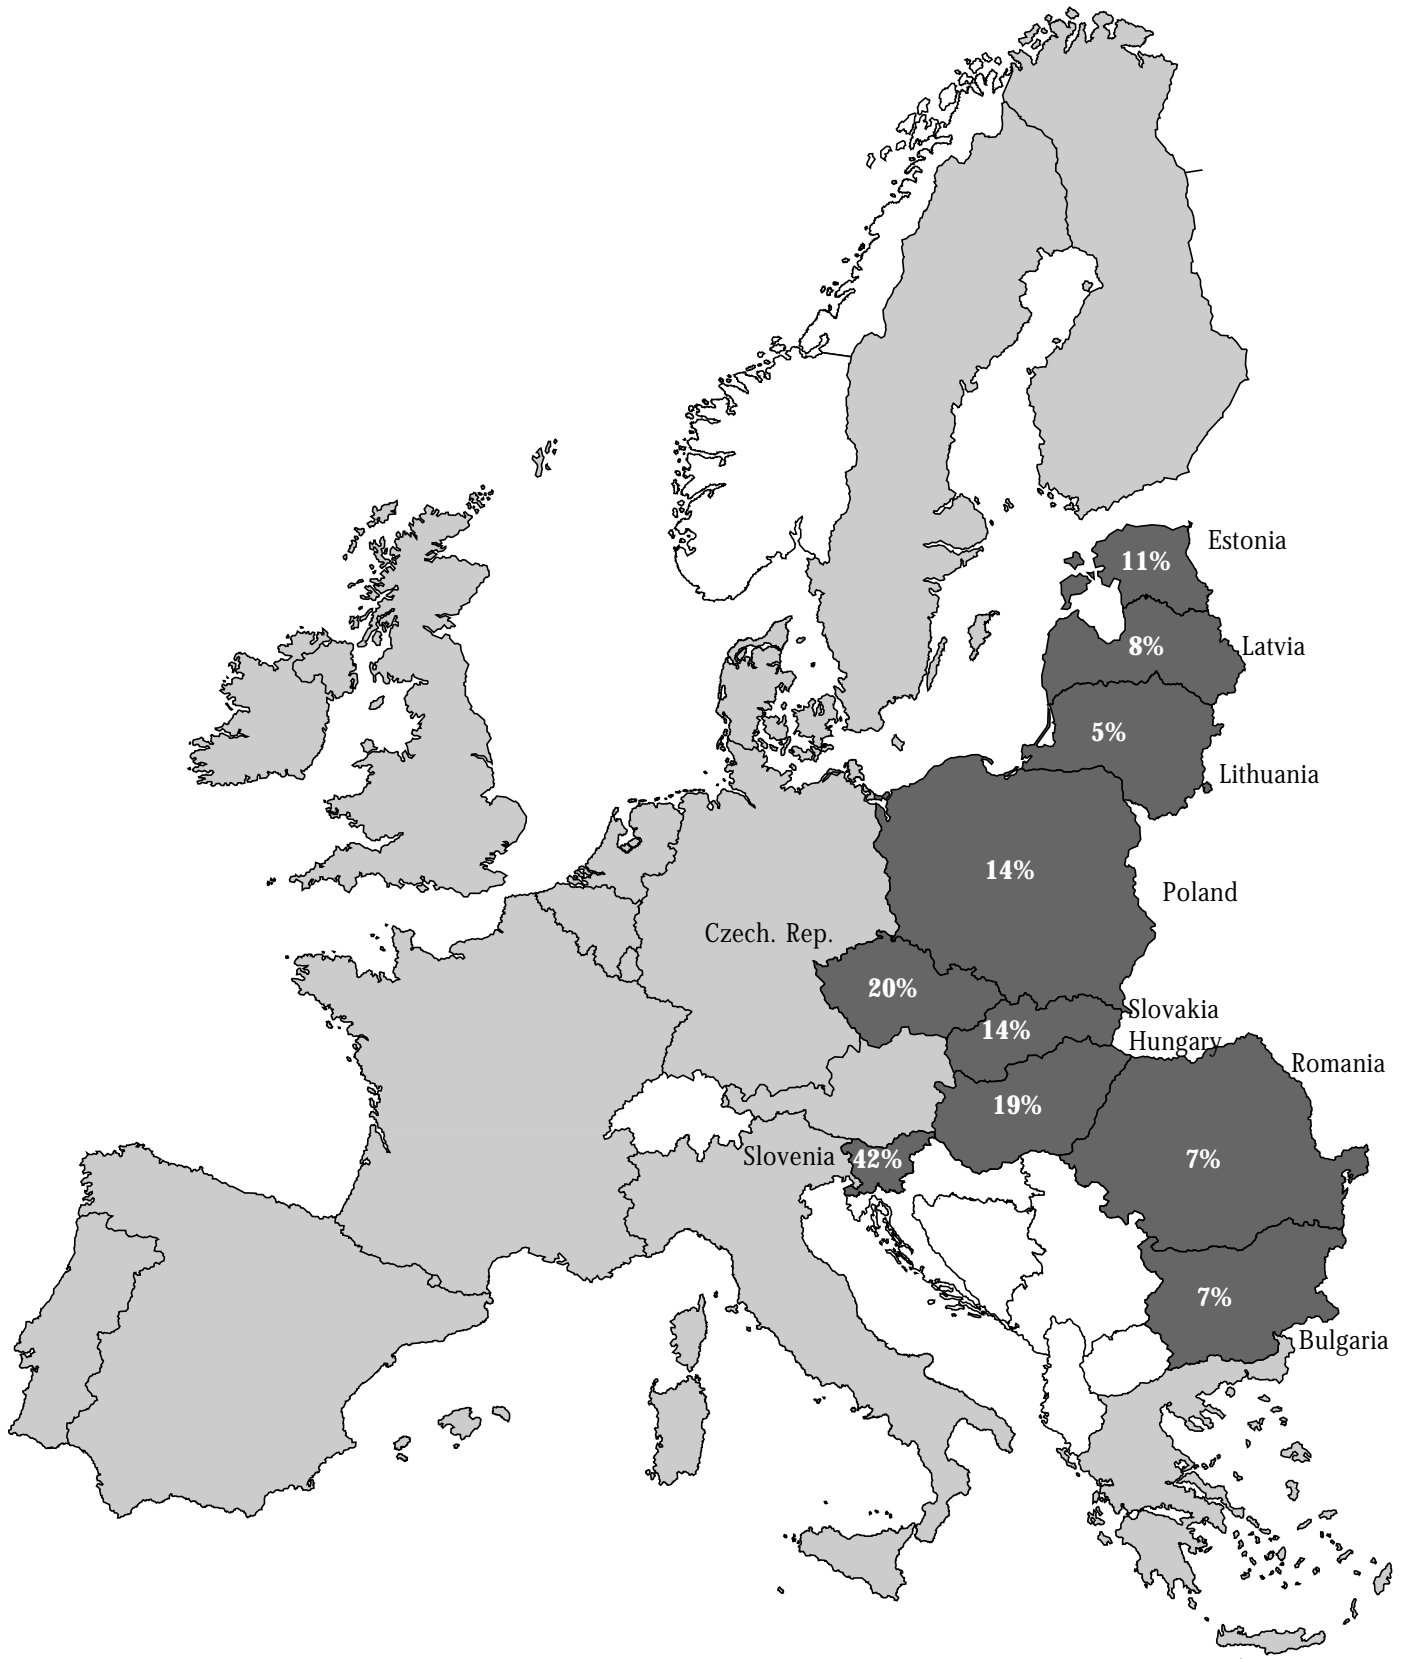 Estonia
11%
Latvia
8%
5%
Lithuania
14%
Poland
Czech. Rep.
20%
Slovakia
14%
Hungary
Romania
19%
Slovenia
42%
7%
7%
Bulgaria